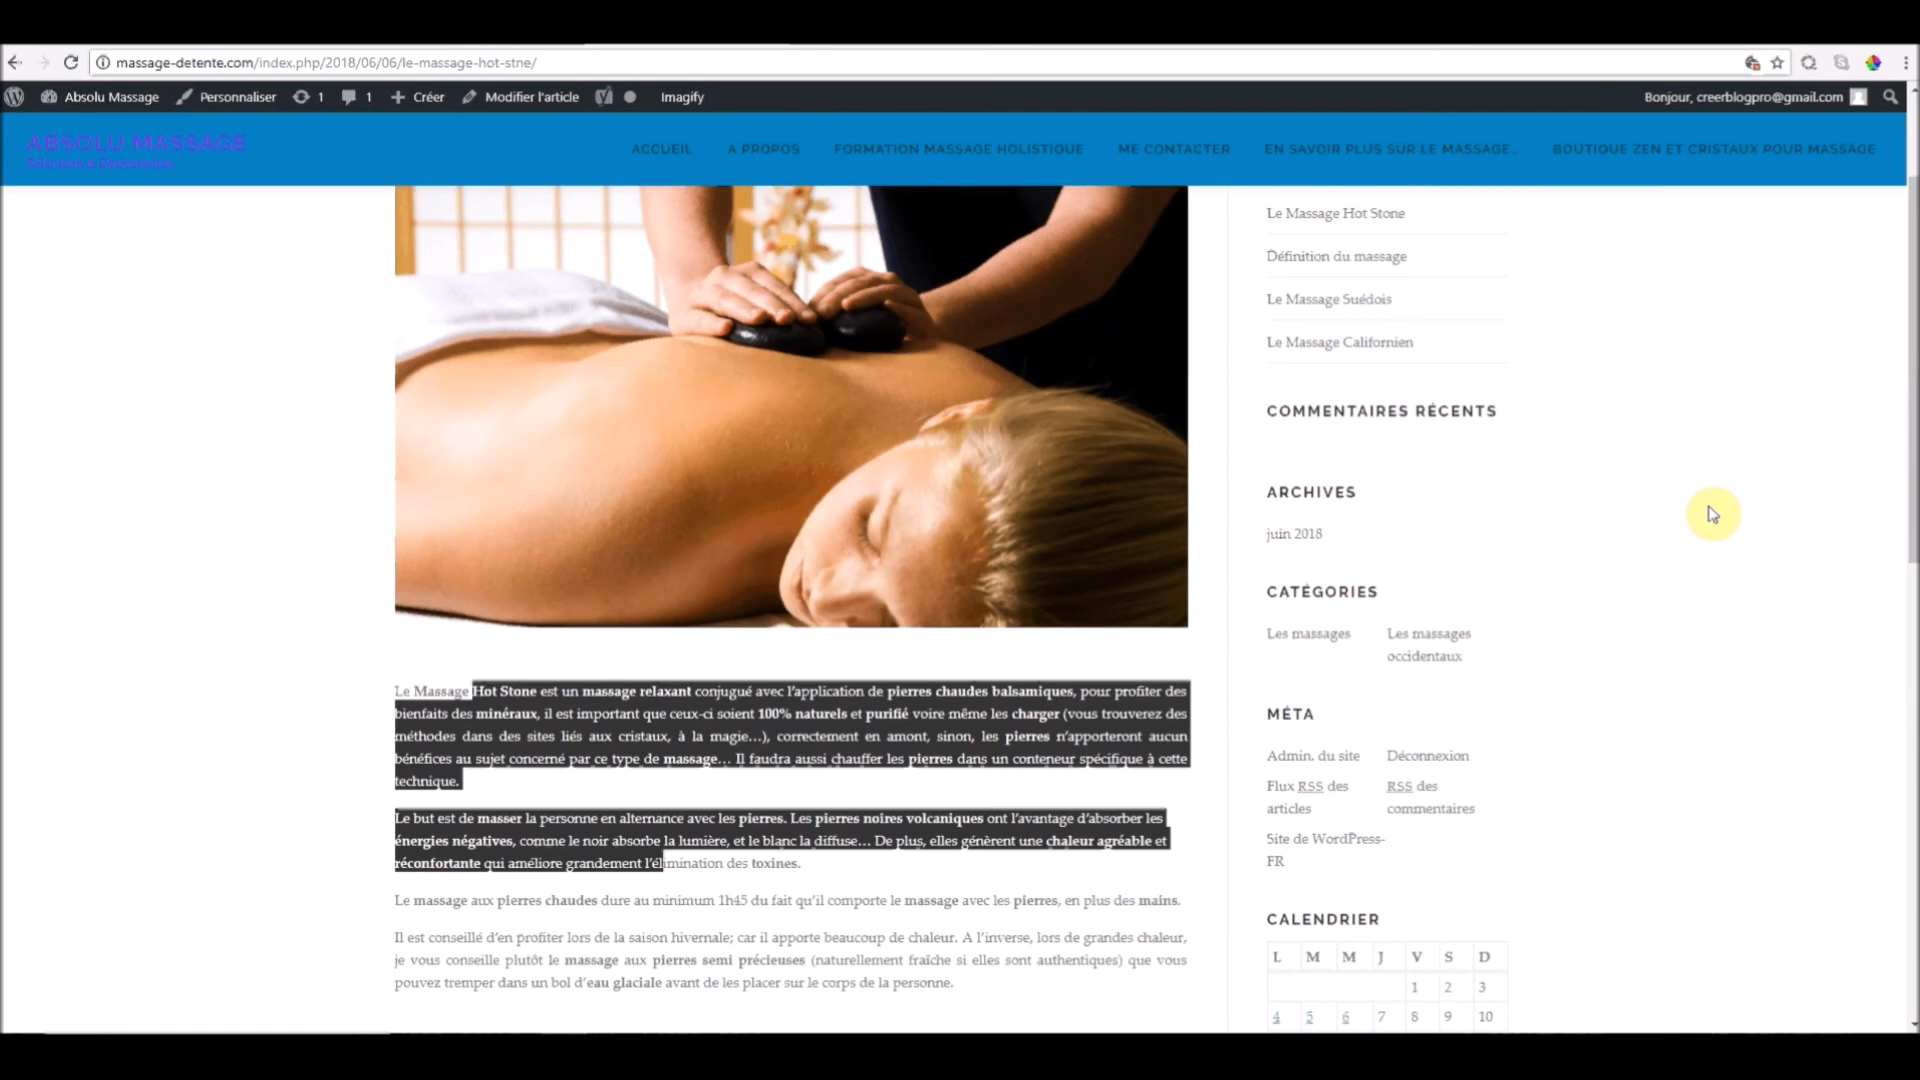 massage-detente.com/index.php/2018/06/06/le-massage-hot-stne/
Absolu Massage Personnaliser 1 1 Créer Modifier l'article Imagify Bonjour, creerblogpro@gmail.com
ABSOLU MASSAGE
ACCUEIL A PROPOS FORMATION MASSAGE HOLISTIQUE ME CONTACTER EN SAVOIR PLUS SUR LE MASSAGE... BOUTIQUE ZEN ET CRISTAUX POUR MASSAGE
Le Massage Hot Stone est un massage relaxant conjugué avec l'application de pierres chaudes balsamiques, pour profiter des
bienfaits des minéraux, il est important que ceux-ci soient 100% naturels et purifié voire même les charger (vous trouverez des
méthodes dans des sites liés aux cristaux, à la magie...), correctement en amont, sinon, les pierres n'apporteront aucun
bénéfices au sujet concerné par ce type de massage... Il faudra aussi chauffer les pierres dans un conteneur spécifique à cette
technique.
Le but est de masser la personne en alternance avec les pierres. Les pierres noires volcaniques ont l'avantage d'absorber les
énergies négatives, comme le noir absorbe la lumière, et le blanc la diffuse... De plus, elles génèrent une chaleur agréable et
réconfortante qui améliore grandement l'élimination des toxines.
Le massage aux pierres chaudes dure au minimum 1h45 du fait qu'il comporte le massage avec les pierres, en plus des mains.
Il est conseillé d'en profiter lors de la saison hivernale; car il apporte beaucoup de chaleur. A l'inverse, lors de grandes chaleur,
je vous conseille plutôt le massage aux pierres semi précieuses (naturellement fraîche si elles sont authentiques) que vous
pouvez tremper dans un bol d'eau glaciale avant de les placer sur le corps de la personne.
Le Massage Hot Stone
Définition du massage
Le Massage Suédois
Le Massage Californien
COMMENTAIRES RÉCENTS
ARCHIVES
juin 2018
CATÉGORIES
Les massages
Les massages
occidentaux
MÉTA
Admin. du site
Déconnexion
Flux RSS des
articles
RSS des
commentaires
Site de WordPress-
FR
CALENDRIER
L M M J V S D
1 2 3
4 5 6 7 8 9 10